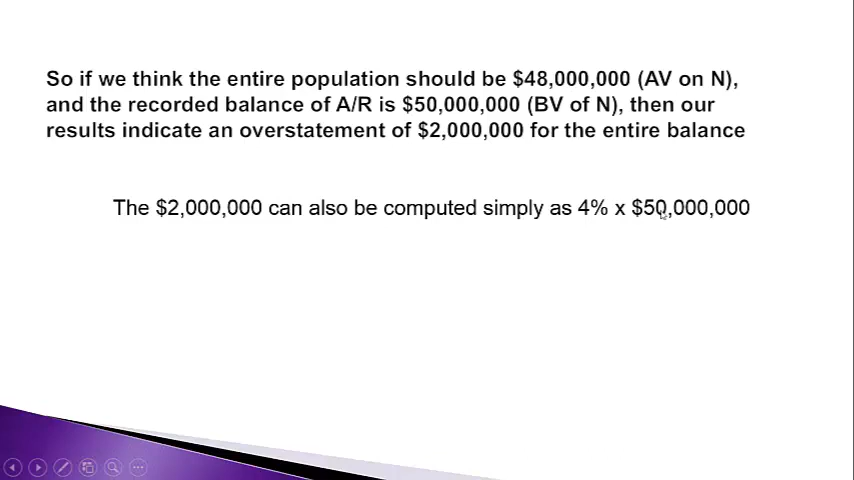 So if we think the entire population should be $48,000,000 (AV on N),
and the recorded balance of A/R is $50,000,000 (BV of N), then our
results indicate an overstatement of $2,000,000 for the entire balance
The $2,000,000 can also be computed simply as 4% x $50,000,000